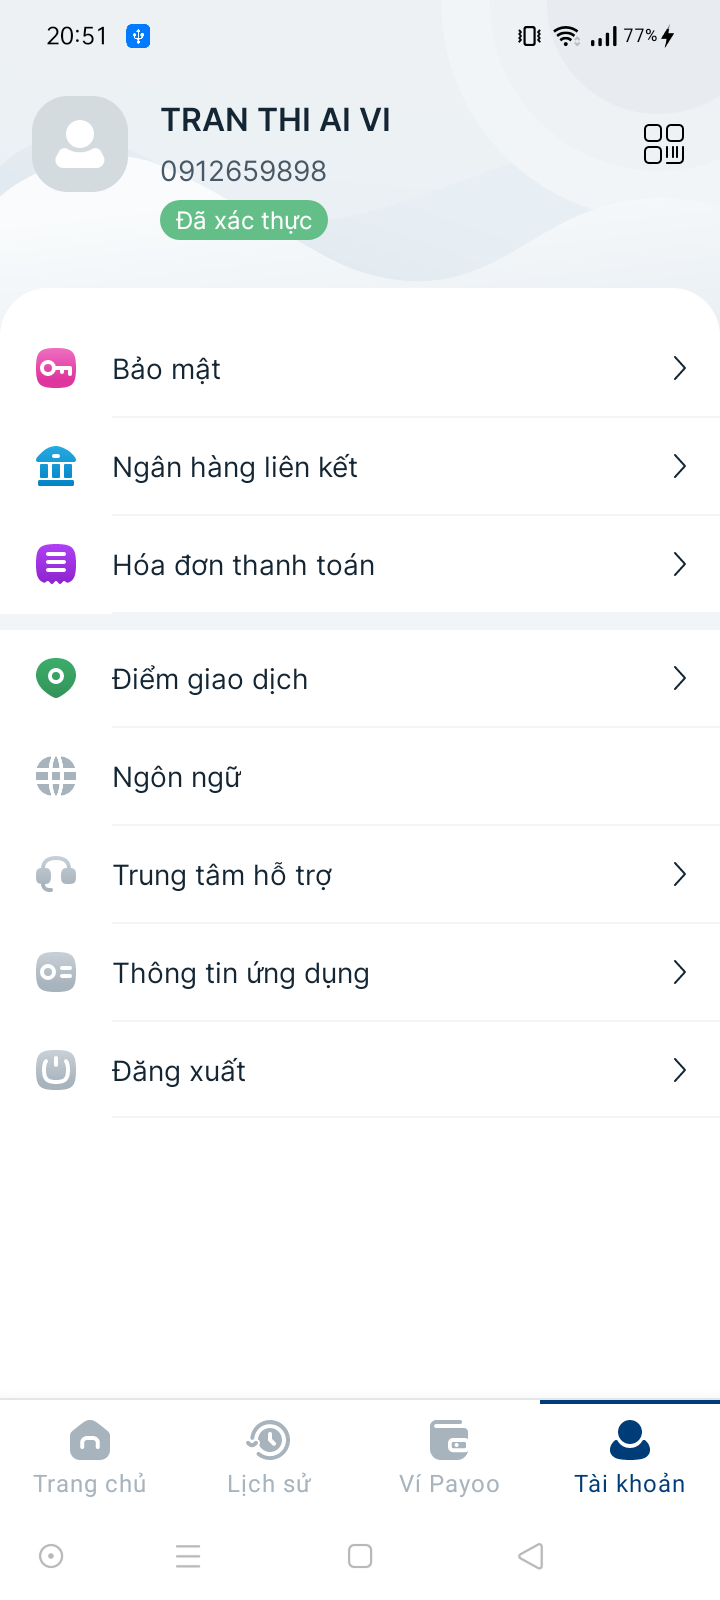 20:51
77%
TRAN THI AI VI
0912659898
Đã xác thực
Bảo mật
Ngân hàng liên kết
Hóa đơn thanh toán
Điểm giao dịch
Ngôn ngữ
Trung tâm hỗ trợ
Thông tin ứng dụng
Đăng xuất
Trang chủ
Lịch sử
Ví Payoo
Tài khoản